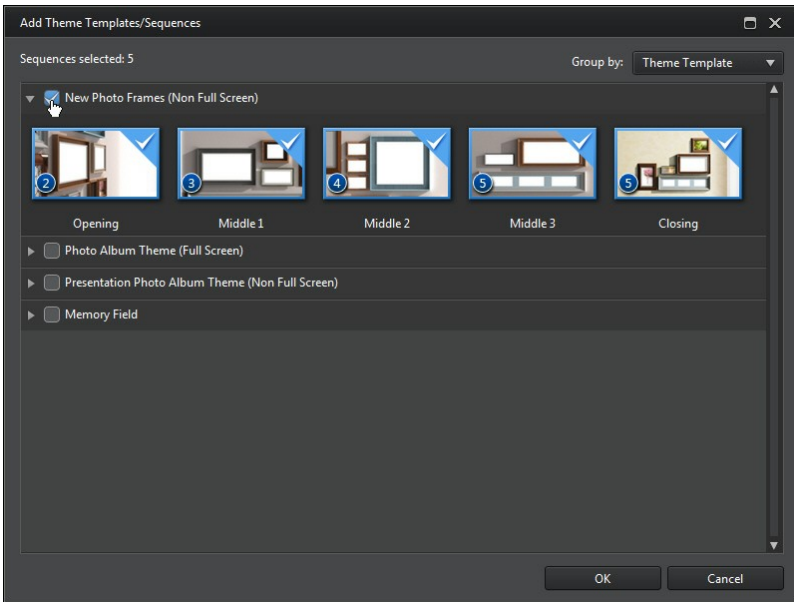 Add Theme Templates/Sequences
Sequences selected: 5
Group by: Theme Template
New Photo Frames (Non Full Screen)
2 3 4 5 5
Opening Middle 1 Middle 2 Middle 3 Closing
Photo Album Theme (Full Screen)
Presentation Photo Album Theme (Non Full Screen)
Memory Field
OK Cancel